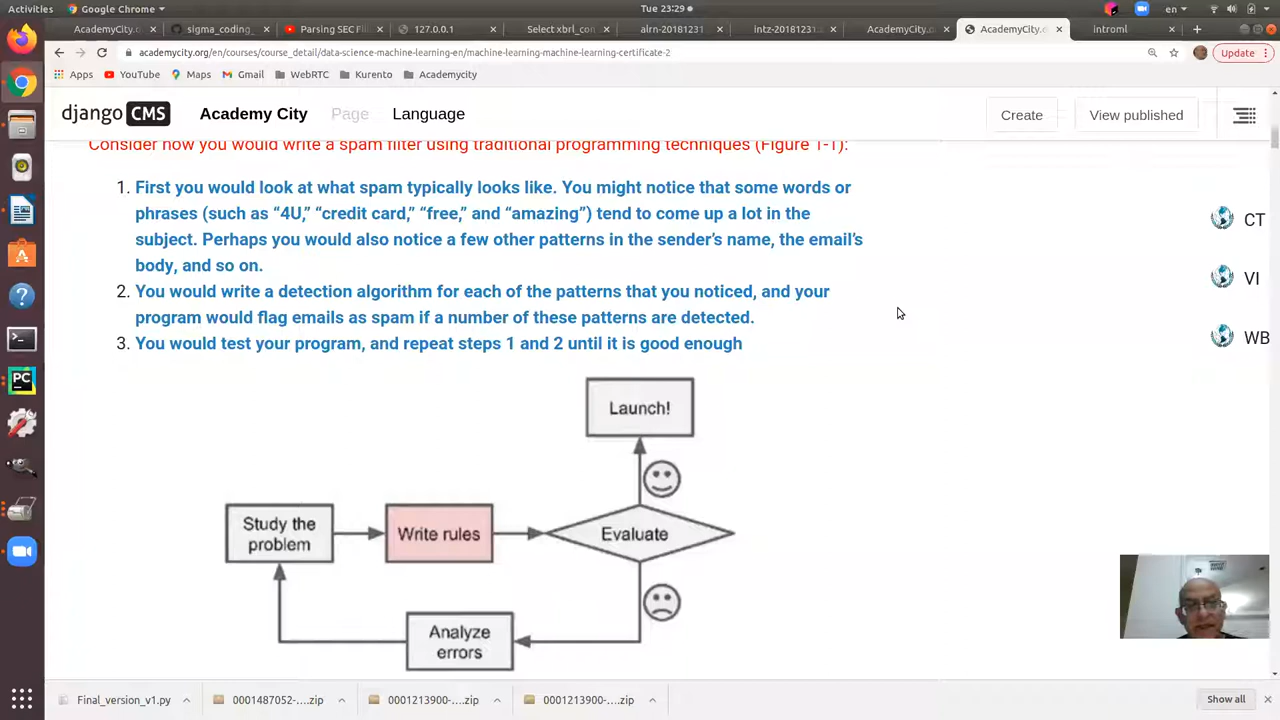 Activities
Google Chrome
Tue 23:29
en
AcademyCity.
sigma_coding_
Parsing SEC Fil
127.0.0.1
Select xbrl_con
alrn-20181231
intz-20181231.
AcademyCity.
AcademyCity.
introml
academycity.org/en/courses/course_detail/data-science-machine-learning-en/machine-learning-machine-learning-certificate-2
Update
Apps
YouTube
Maps
Gmail
WebRTC
Kurento
Academycity
django CMS
Academy City
Page
Language
Create
View published
Consider how you would write a spam filter using traditional programming techniques (Figure 1-1):
1. First you would look at what spam typically looks like. You might notice that some words or
phrases (such as “4U,” “credit card,” “free,” and “amazing”) tend to come up a lot in the
subject. Perhaps you would also notice a few other patterns in the sender’s name, the email’s
body, and so on.
2. You would write a detection algorithm for each of the patterns that you noticed, and your
program would flag emails as spam if a number of these patterns are detected.
3. You would test your program, and repeat steps 1 and 2 until it is good enough
CT
VI
WB
Launch!
Study the
problem
Write rules
Evaluate
Analyze
errors
PC
Final_version_v1.py
0001487052-....zip
0001213900-....zip
0001213900-....zip
Show all